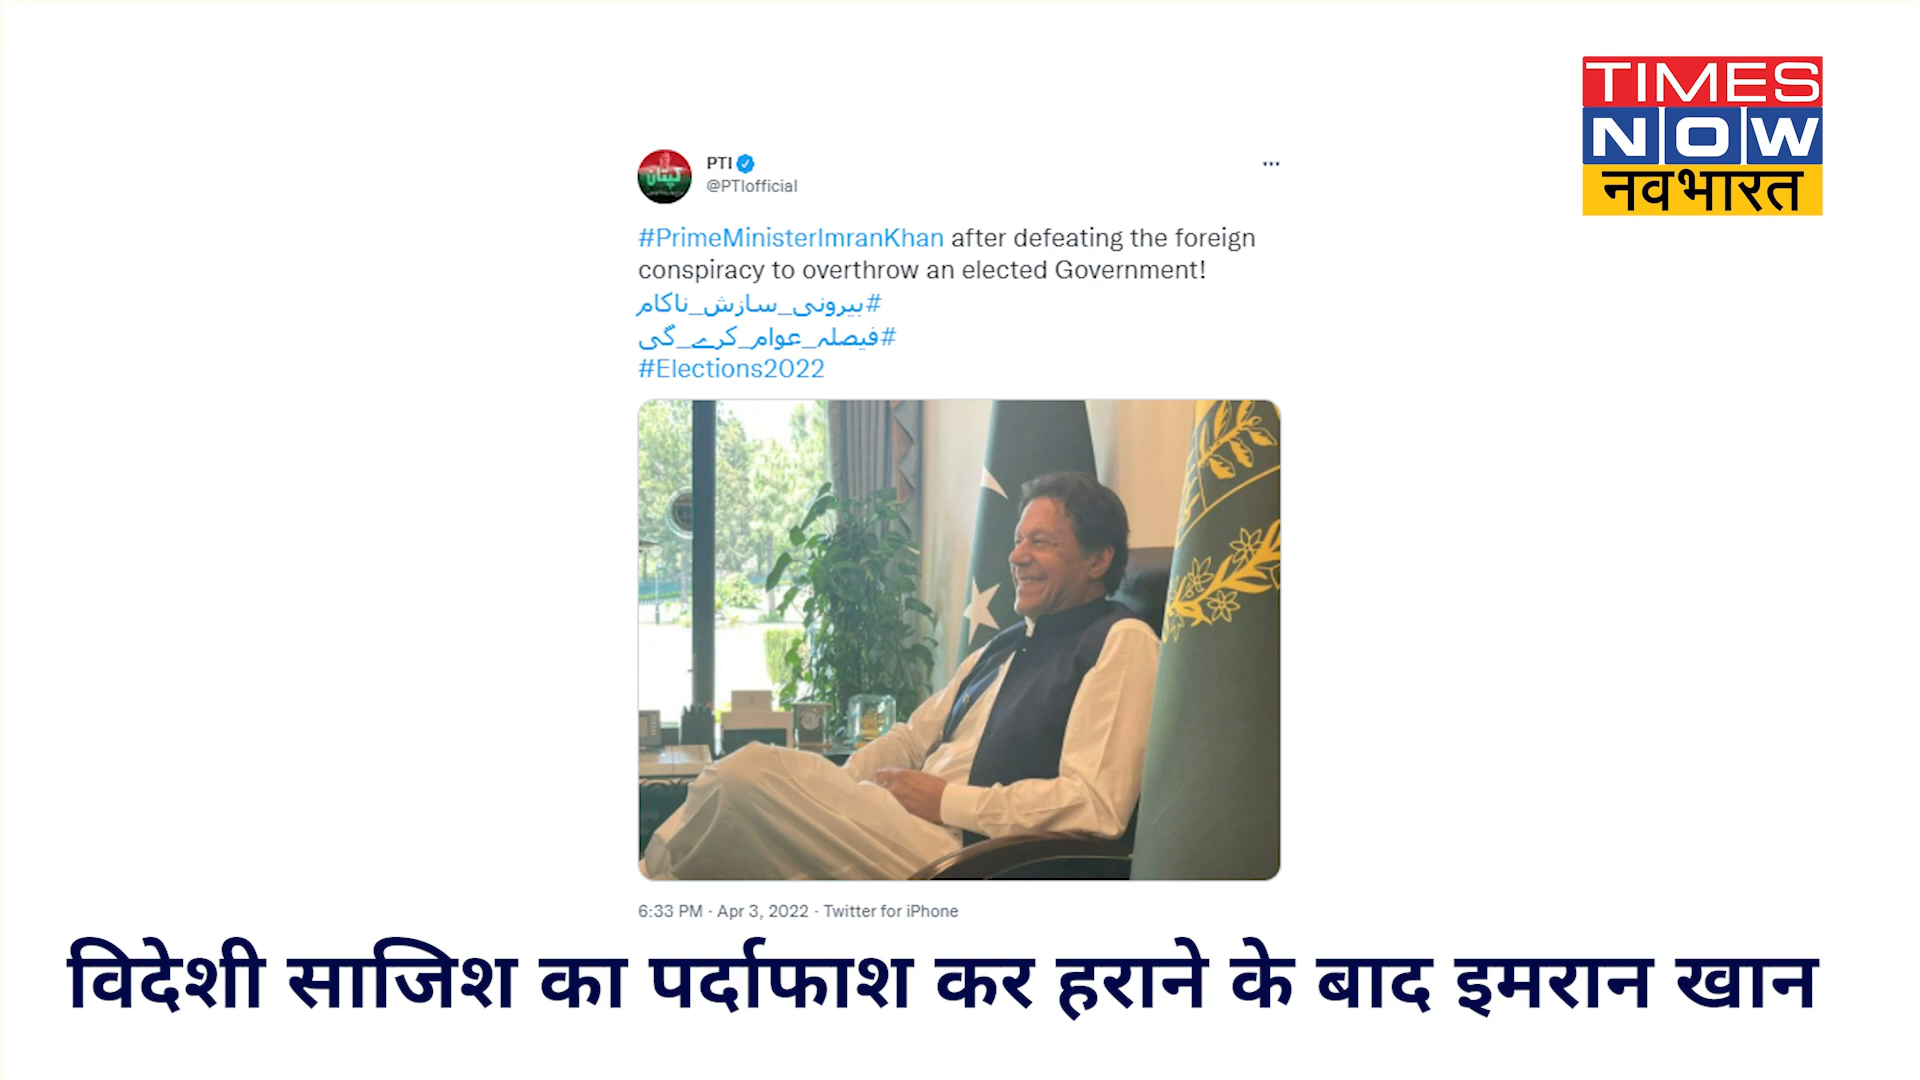 TIMES
NOW
नवभारत
کپتان
PTI
@PTIofficial
#PrimeMinisterImranKhan after defeating the foreign
conspiracy to overthrow an elected Government!
#بیرونی_سازش_ناکام
#فیصلہ_عوام_کرے_گی
#Elections2022
6:33 PM · Apr 3, 2022 · Twitter for iPhone
विदेशी साजिश का पर्दाफाश कर हराने के बाद इमरान खान